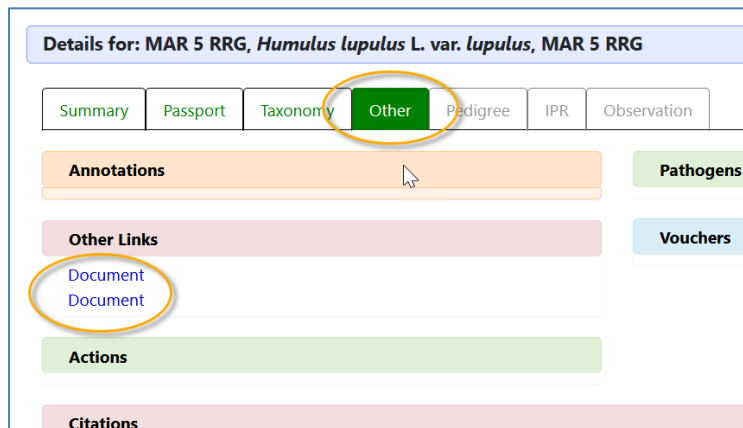 Details for: MAR 5 RRG, Humulus lupulus L. var. lupulus, MAR 5 RRG
Summary Passport Taxonomy Other Pedigree IPR Observation
Annotations
Pathogens
Other Links
Vouchers
Document
Document
Actions
Citations